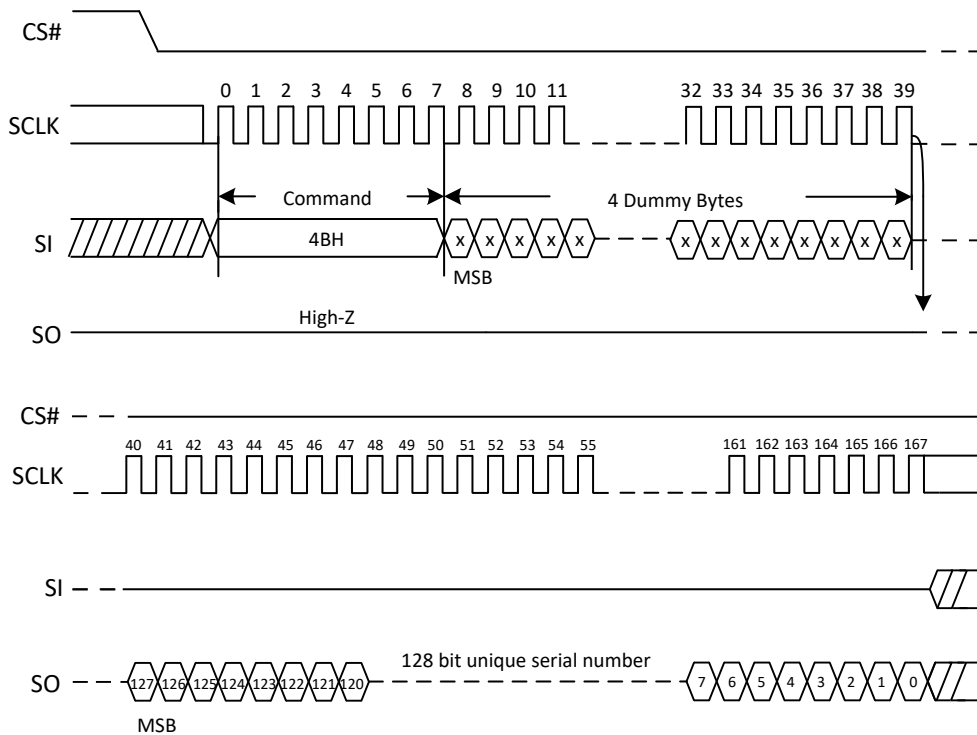 CS#
0 1 2 3 4 5 6 7 8 9 10 11 32 33 34 35 36 37 38 39
SCLK
Command 4 Dummy Bytes
SI 4BH x x x x x x x x x x x x x
MSB
High-Z
SO
CS#
40 41 42 43 44 45 46 47 48 49 50 51 52 53 54 55 161 162 163 164 165 166 167
SCLK
SI
128 bit unique serial number
SO 127 126 125 124 123 122 121 120 7 6 5 4 3 2 1 0
MSB